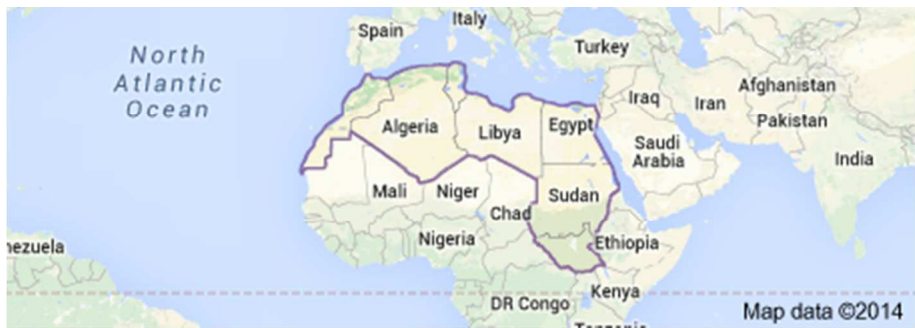 North
Atlantic
Ocean
Spain
Italy
Turkey
Algeria
Libya
Egypt
Iraq
Iran
Afghanistan
Pakistan
Saudi
Arabia
India
Mali
Niger
Chad
Sudan
Nigeria
Ethiopia
nezuela
DR Congo
Kenya
Tanzania
Map data ©2014